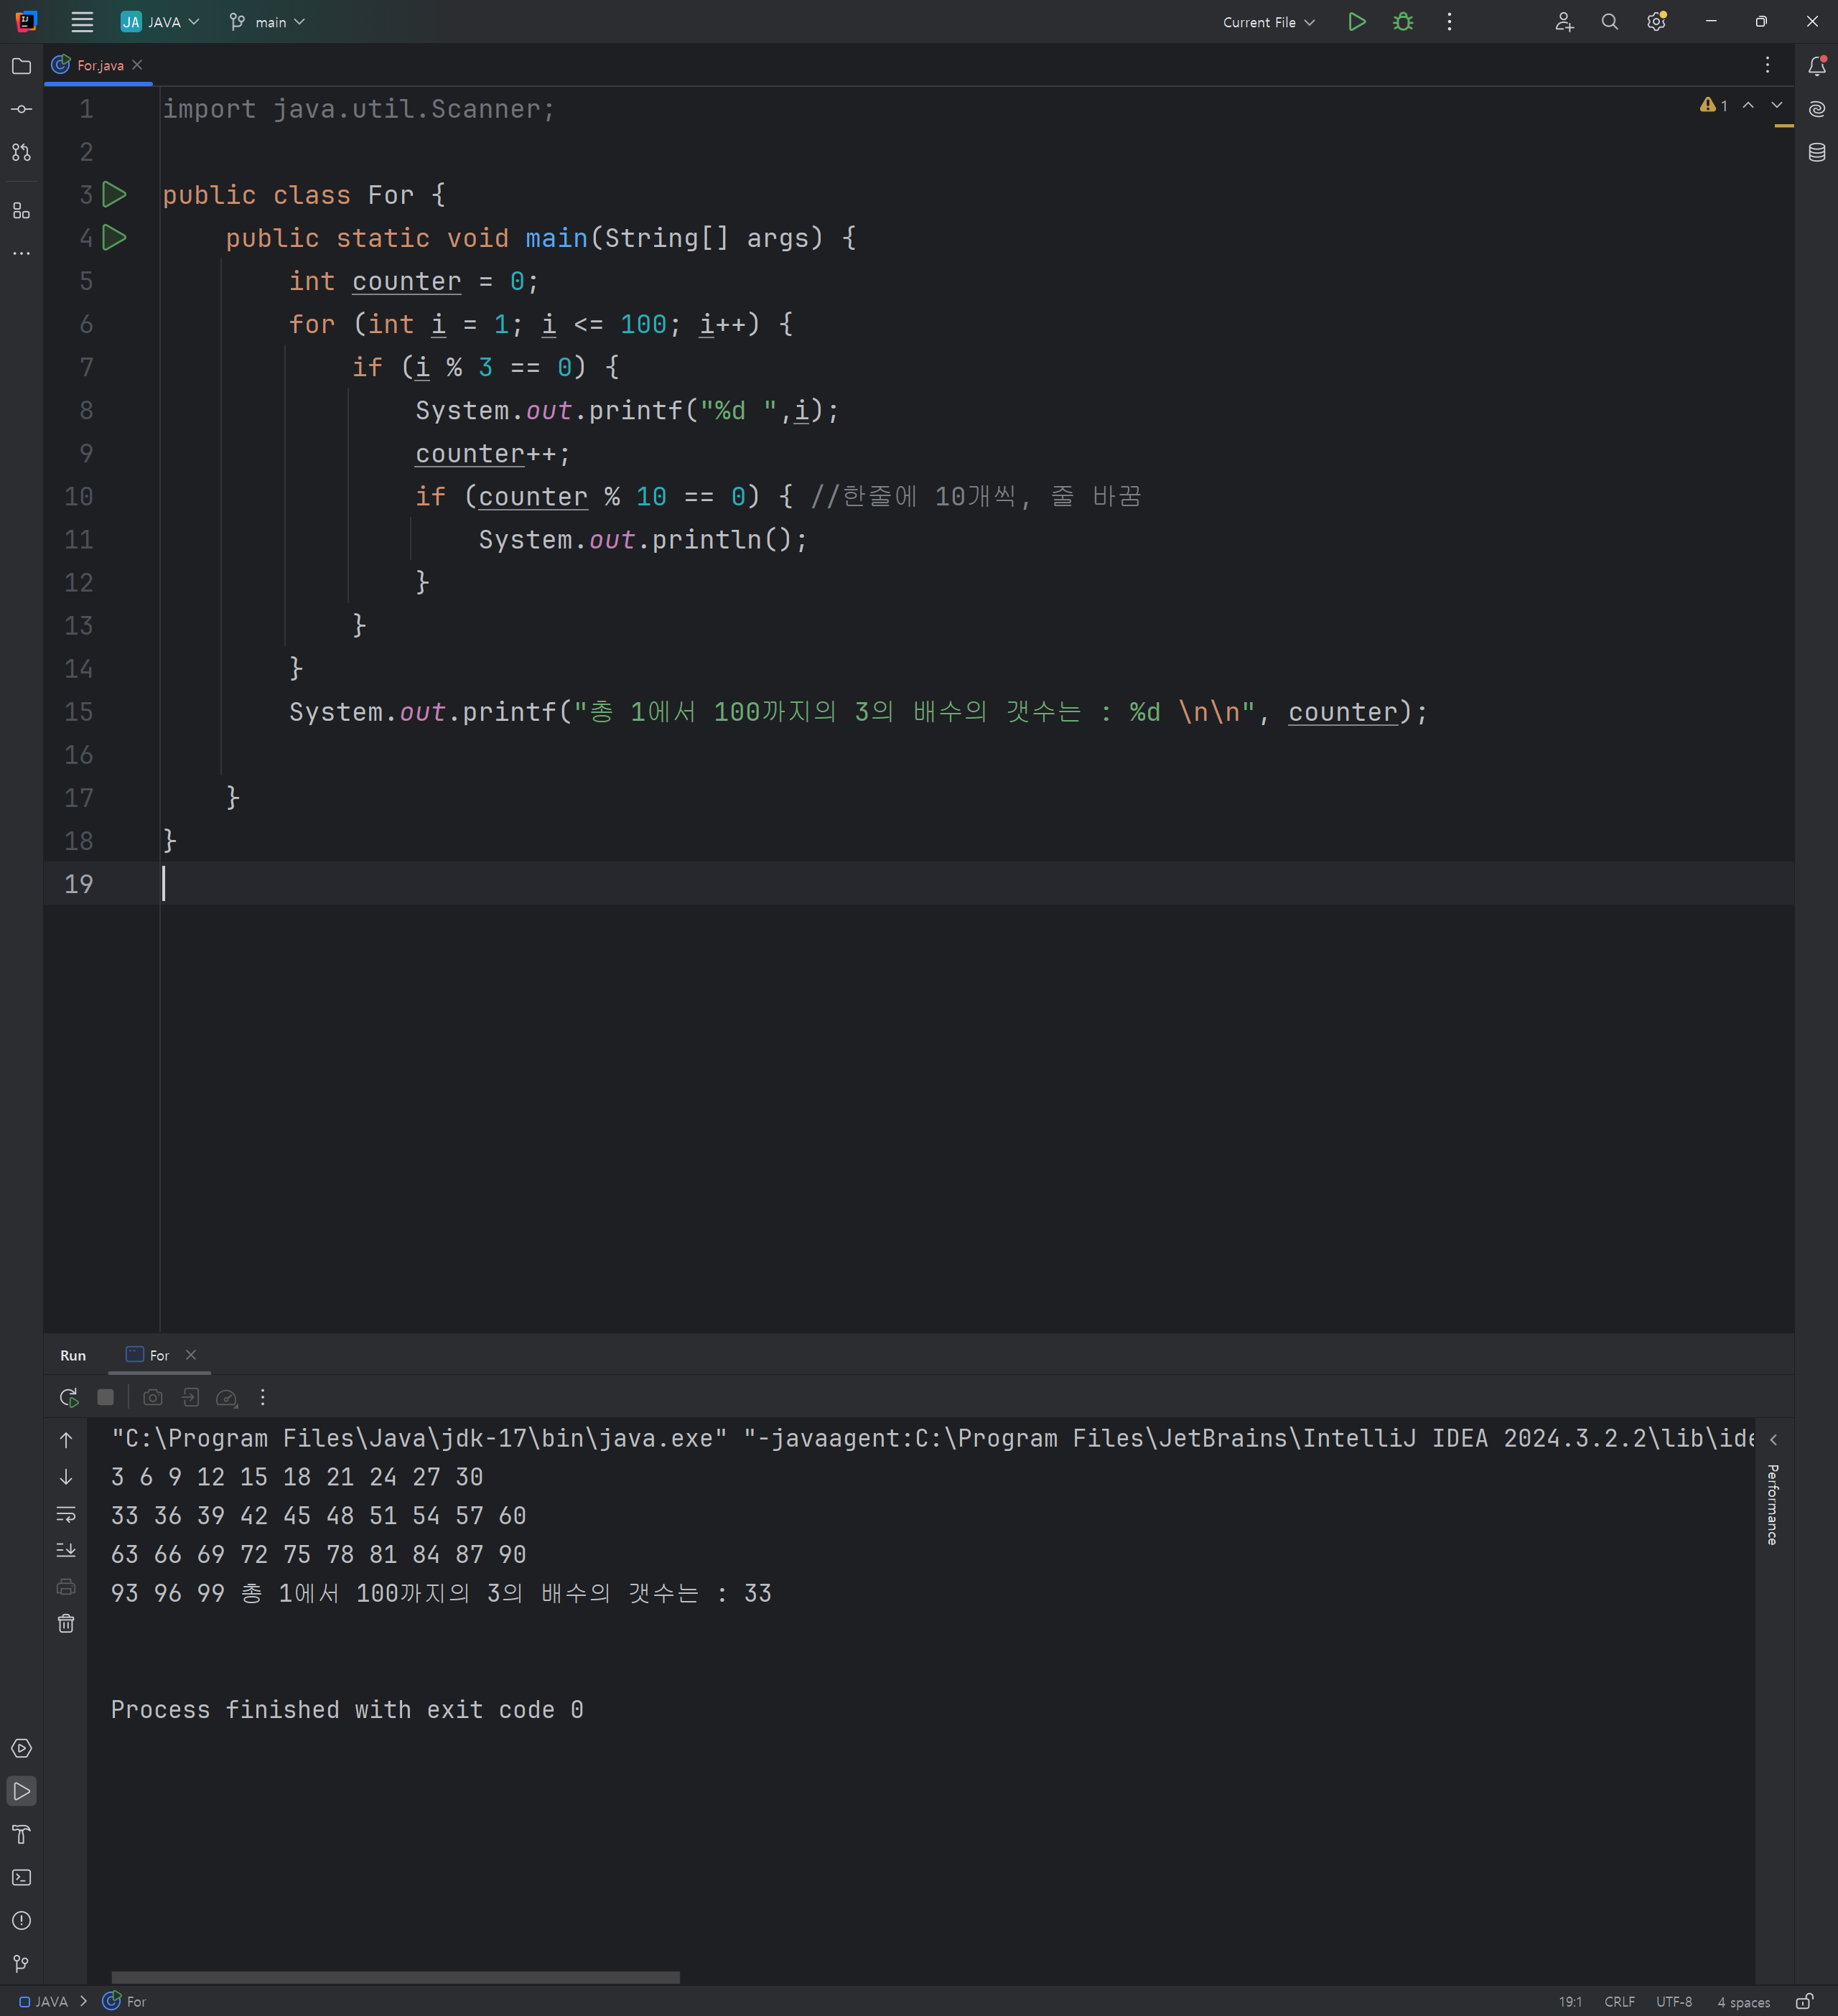 JA JAVA main Current File
For.java
1 import java.util.Scanner; 1
2
3 public class For {
4 public static void main(String[] args) {
5 int counter = 0;
6 for (int i = 1; i <= 100; i++) {
7 if (i % 3 == 0) {
8 System.out.printf("%d ",i);
9 counter++;
10 if (counter % 10 == 0) { //한줄에 10개씩, 줄 바꿈
11 System.out.println();
12 }
13 }
14 }
15 System.out.printf("총 1에서 100까지의 3의 배수의 갯수는 : %d \n\n", counter);
16
17 }
18 }
19
Run For
"C:\Program Files\Java\jdk-17\bin\java.exe" "-javaagent:C:\Program Files\JetBrains\IntelliJ IDEA 2024.3.2.2\lib\ide
3 6 9 12 15 18 21 24 27 30
33 36 39 42 45 48 51 54 57 60
63 66 69 72 75 78 81 84 87 90
93 96 99 총 1에서 100까지의 3의 배수의 갯수는 : 33
Process finished with exit code 0
Performance
JAVA > For 19:1 CRLF UTF-8 4 spaces